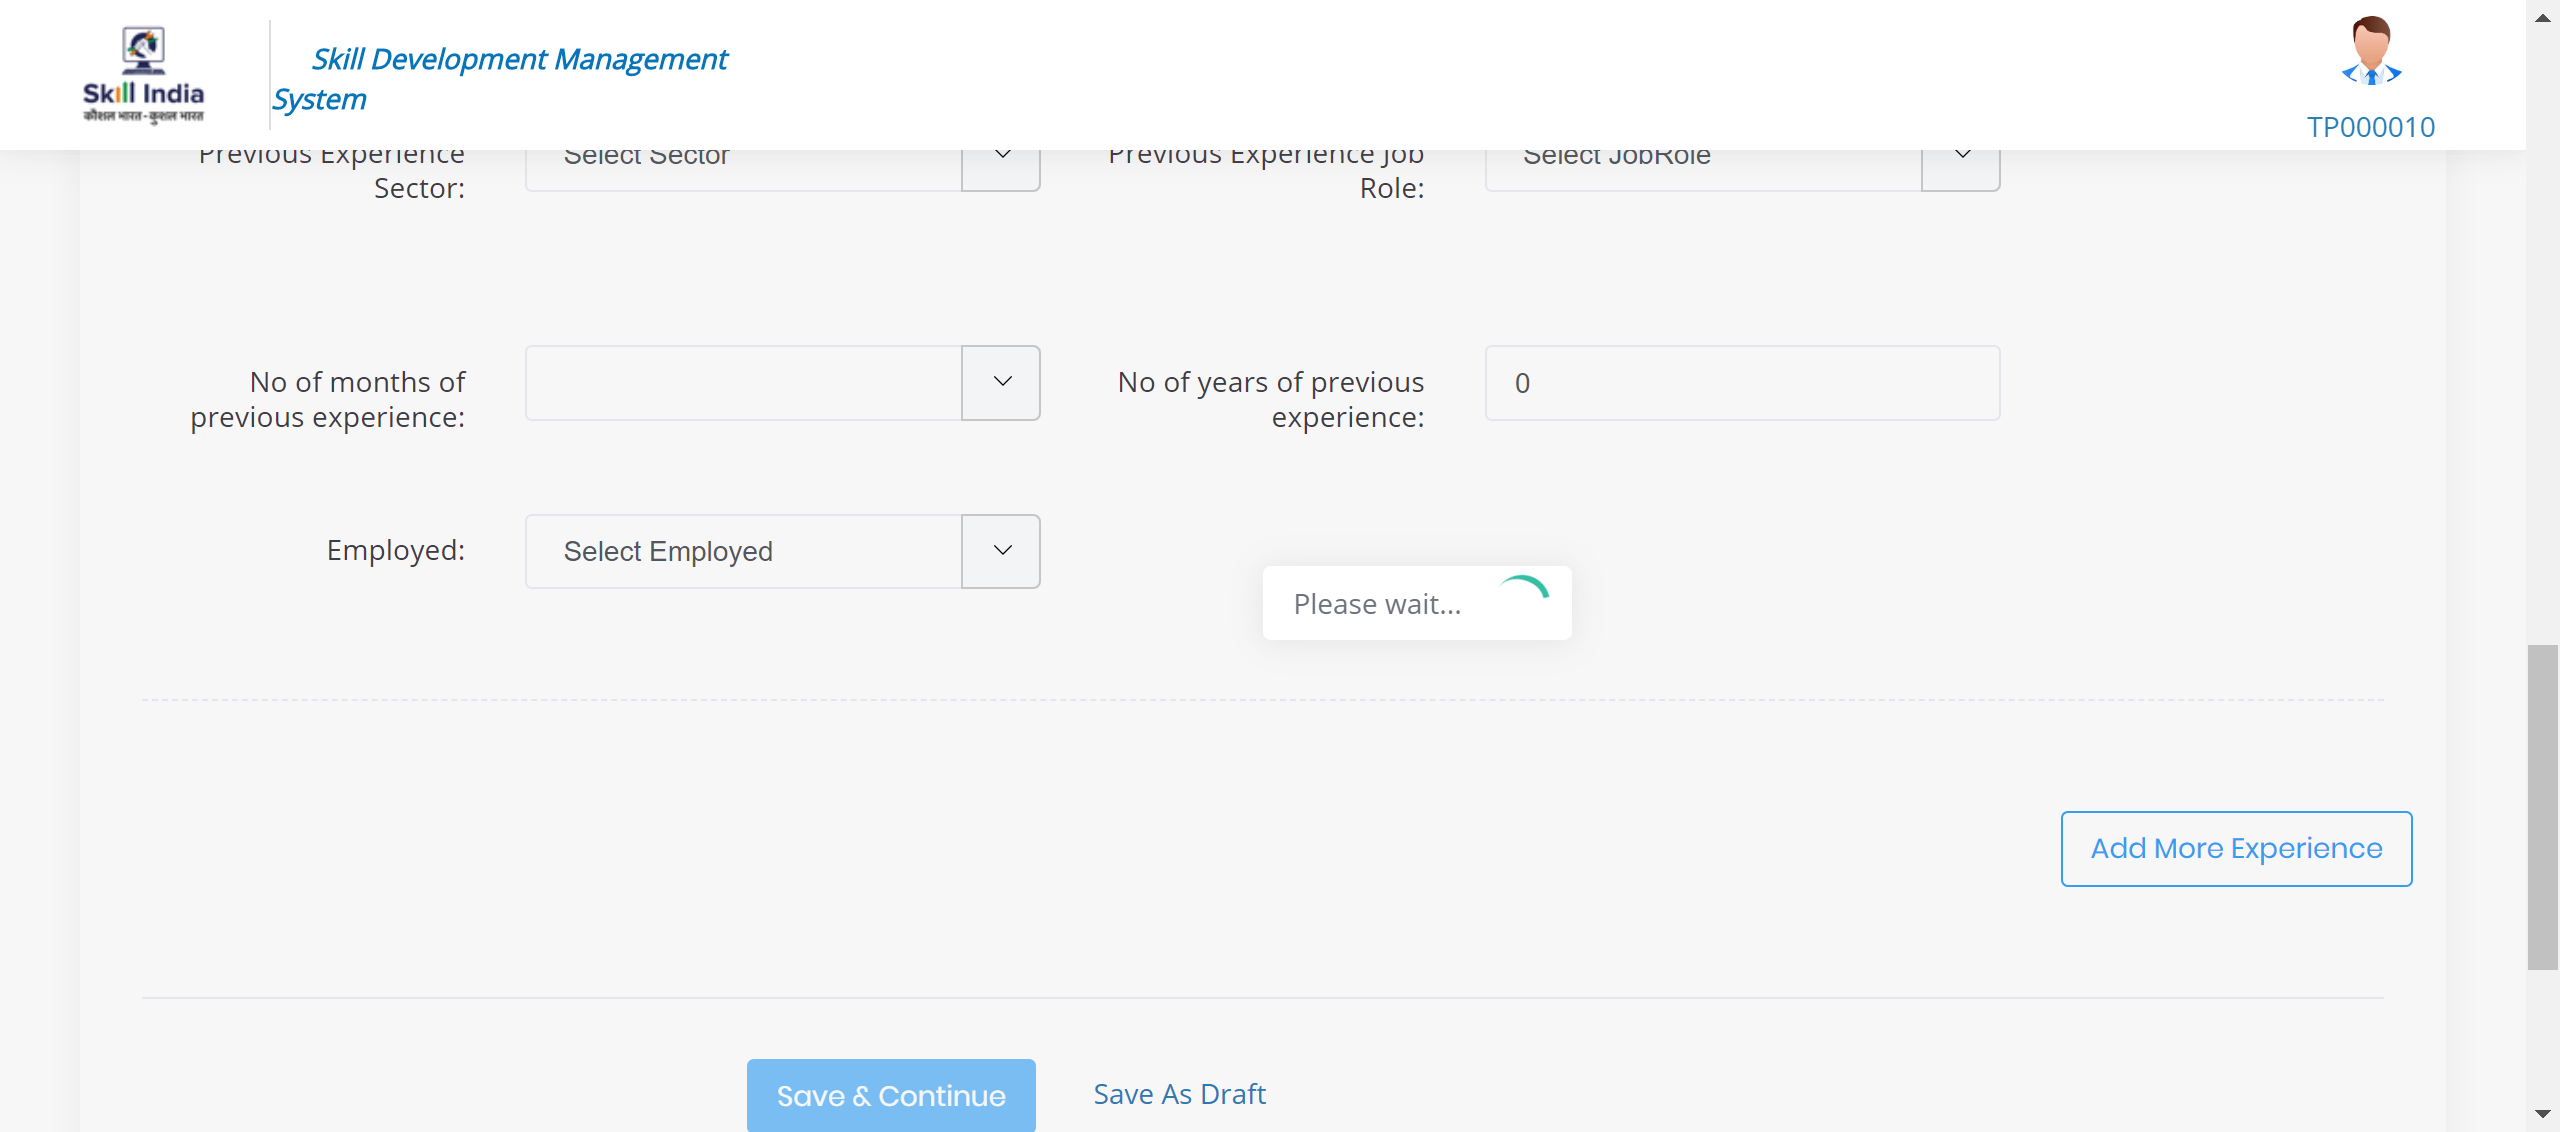 Skill India
कौशल भारत-कुशल भारत
Skill Development Management
System
TP000010
Previous Experience
Sector:
Select Sector
Previous Experience Job
Role:
Select JobRole
No of months of
previous experience:
No of years of previous
experience:
0
Employed:
Select Employed
Please wait...
Add More Experience
Save & Continue
Save As Draft